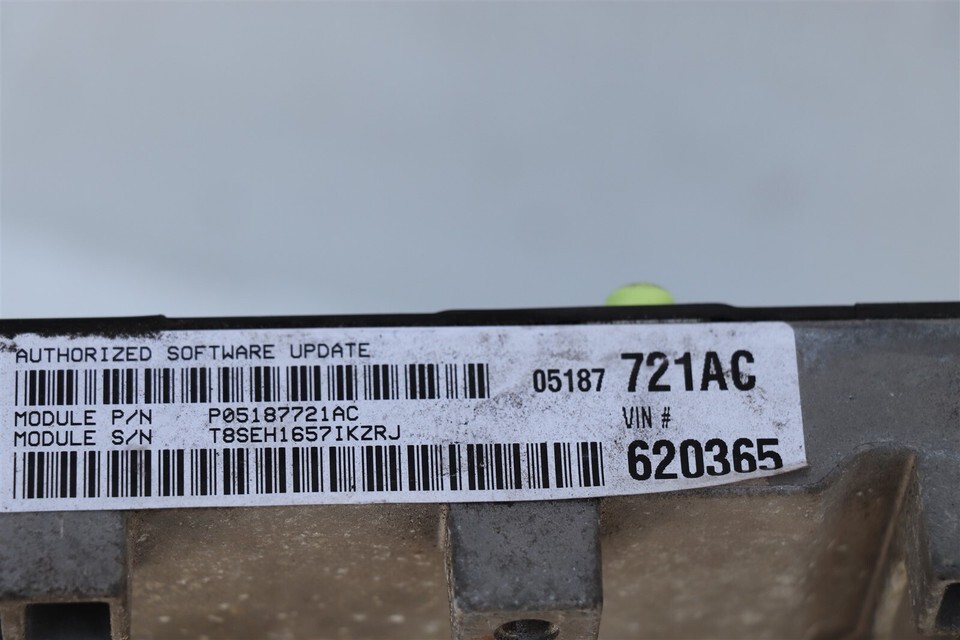 AUTHORIZED SOFTWARE UPDATE
05187 721AC
MODULE P/N P05187721AC
MODULE S/N T8SEH1657IKZRJ
VIN #
620365